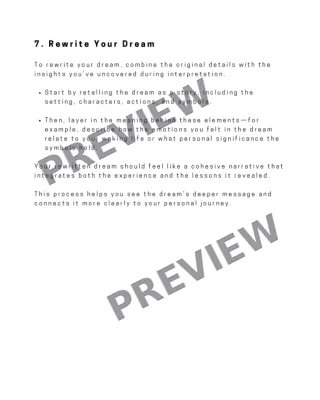 7. Rewrite Your Dream
To rewrite your dream, combine the original details with the
insights you've uncovered during interpretation.
• Start by retelling the dream as a story, including the
setting, characters, actions, and symbols.
• Then, layer in the meaning behind these elements—for
example, describe how the emotions you felt in the dream
relate to your waking life or what personal significance the
symbols hold.
Your rewritten dream should feel like a cohesive narrative that
integrates both the experience and the lessons it revealed.
This process helps you see the dream's deeper message and
connects it more clearly to your personal journey.
PREVIEW
PREVIEW